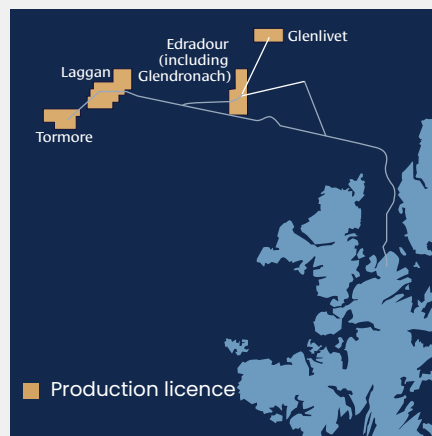 Glenlivet
Edradour
(including
Glendronach)
Laggan
Tormore
Production licence